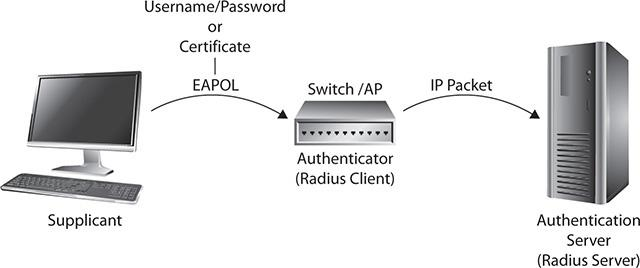 Username/Password
or
Certificate
EAPOL
Switch /AP
IP Packet
Authenticator
(Radius Client)
Supplicant
Authentication
Server
(Radius Server)